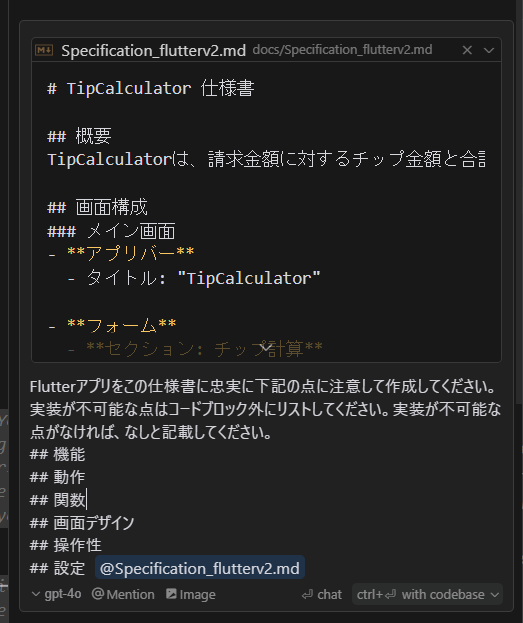 Specification_flutterv2.md docs/Specification_flutterv2.md
# TipCalculator 仕様書
## 概要
TipCalculatorは、請求金額に対するチップ金額と合
## 画面構成
### メイン画面
- **アプリバー**
- タイトル: "TipCalculator"
- **フォーム**
- **セクション: チップ計算**
Flutterアプリをこの仕様書に忠実に下記の点に注意して作成してください。
実装が不可能な点はコードブロック外にリストしてください。実装が不可能な
点がなければ、なしと記載してください。
## 機能
## 動作
## 関数
## 画面デザイン
## 操作性
## 設定 @Specification_flutterv2.md
gpt-4o @Mention Image chat ctrl+⏎ with codebase